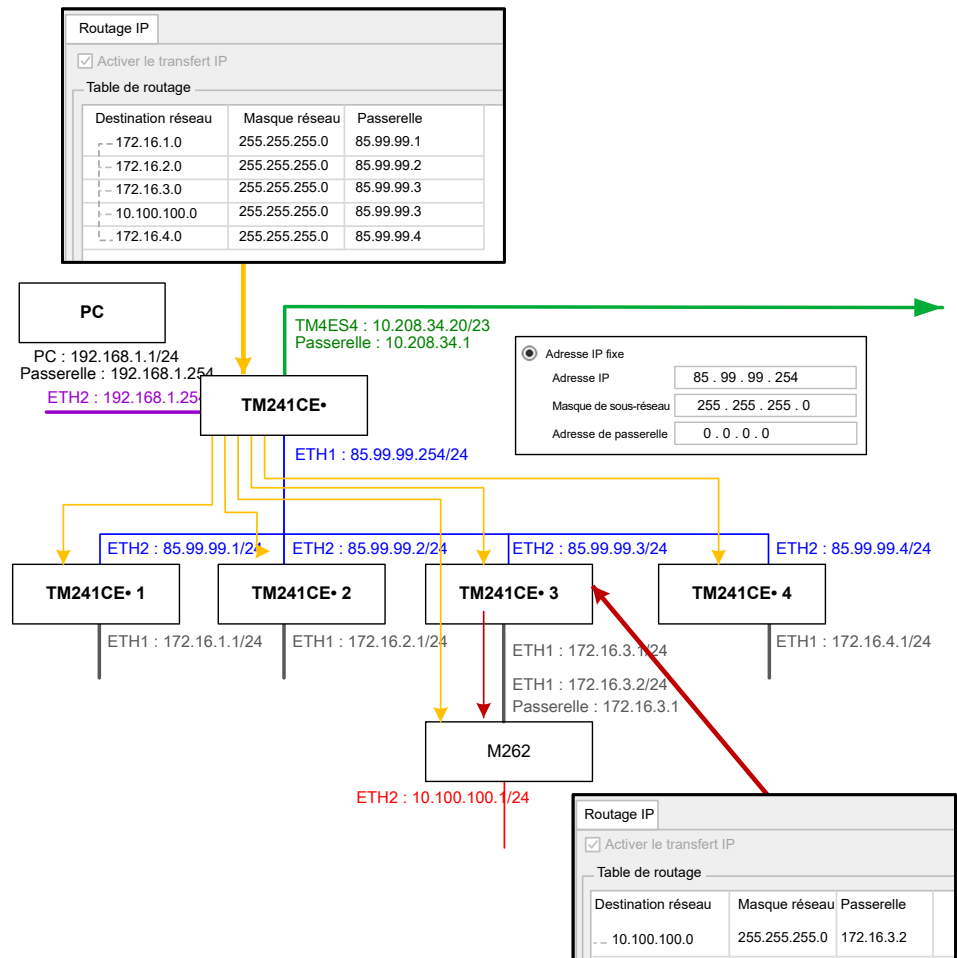 Routage IP
Activer le transfert IP
Table de routage
Destination réseau Masque réseau Passerelle
172.16.1.0 255.255.255.0 85.99.99.1
172.16.2.0 255.255.255.0 85.99.99.2
172.16.3.0 255.255.255.0 85.99.99.3
10.100.100.0 255.255.255.0 85.99.99.3
172.16.4.0 255.255.255.0 85.99.99.4
PC
PC : 192.168.1.1/24
Passerelle : 192.168.1.254
ETH2 : 192.168.1.254
TM241CE•
TM4ES4 : 10.208.34.20/23
Passerelle : 10.208.34.1
ETH1 : 85.99.99.254/24
Adresse IP fixe
Adresse IP 85 . 99 . 99 . 254
Masque de sous-réseau 255 . 255 . 255 . 0
Adresse de passerelle 0 . 0 . 0 . 0
ETH2 : 85.99.99.1/24
ETH2 : 85.99.99.2/24
ETH2 : 85.99.99.3/24
ETH2 : 85.99.99.4/24
TM241CE• 1
TM241CE• 2
TM241CE• 3
TM241CE• 4
ETH1 : 172.16.1.1/24
ETH1 : 172.16.2.1/24
ETH1 : 172.16.3.1/24
ETH1 : 172.16.4.1/24
ETH1 : 172.16.3.2/24
Passerelle : 172.16.3.1
M262
ETH2 : 10.100.100.1/24
Routage IP
Activer le transfert IP
Table de routage
Destination réseau Masque réseau Passerelle
10.100.100.0 255.255.255.0 172.16.3.2